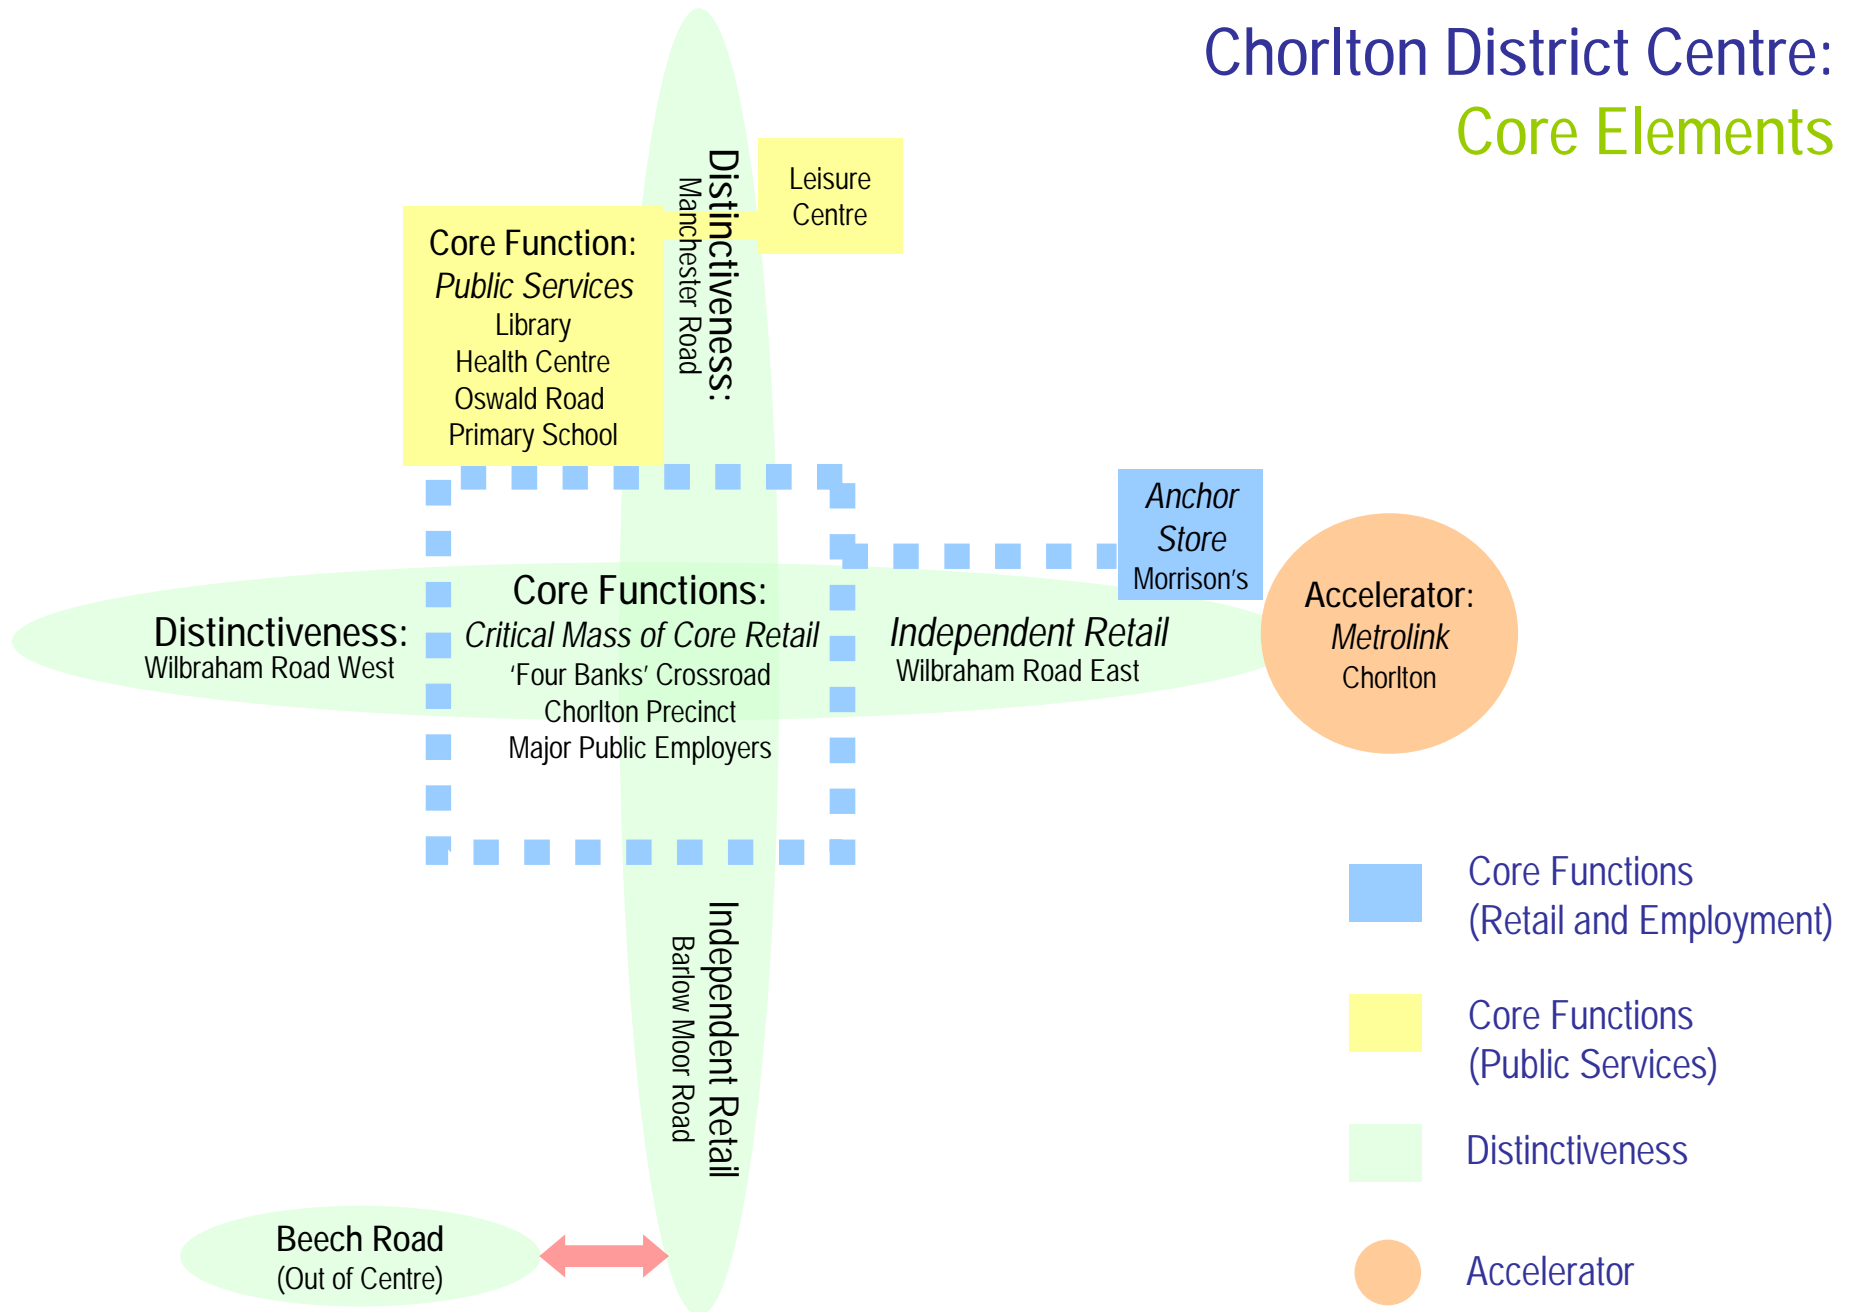 Chorlton District Centre:
Core Elements
Leisure
Centre
Distinctiveness:
Manchester Road
Core Function:
Public Services
Library
Health Centre
Oswald Road
Primary School
Anchor
Store
Morrison's
Distinctiveness:
Wilbraham Road West
Core Functions:
Critical Mass of Core Retail
‘Four Banks’ Crossroad
Chorlton Precinct
Major Public Employers
Independent Retail
Wilbraham Road East
Accelerator:
Metrolink
Chorlton
Independent Retail
Barlow Moor Road
Beech Road
(Out of Centre)
Core Functions
(Retail and Employment)
Core Functions
(Public Services)
Distinctiveness
Accelerator